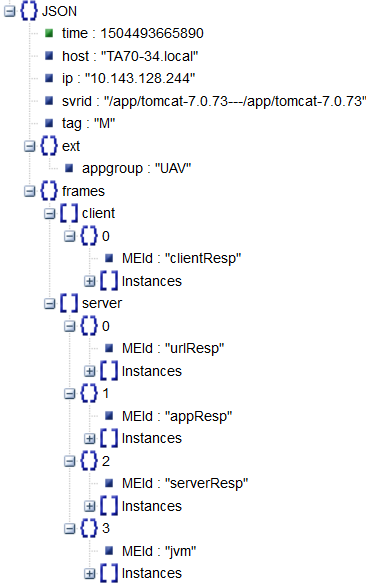 JSON
time : 1504493665890
host : "TA70-34.local"
ip : "10.143.128.244"
svrid : "/app/tomcat-7.0.73---/app/tomcat-7.0.73"
tag : "M"
ext
appgroup : "UAV"
frames
client
0
MEId : "clientResp"
Instances
server
0
MEId : "urlResp"
Instances
1
MEId : "appResp"
Instances
2
MEId : "serverResp"
Instances
3
MEId : "jvm"
Instances